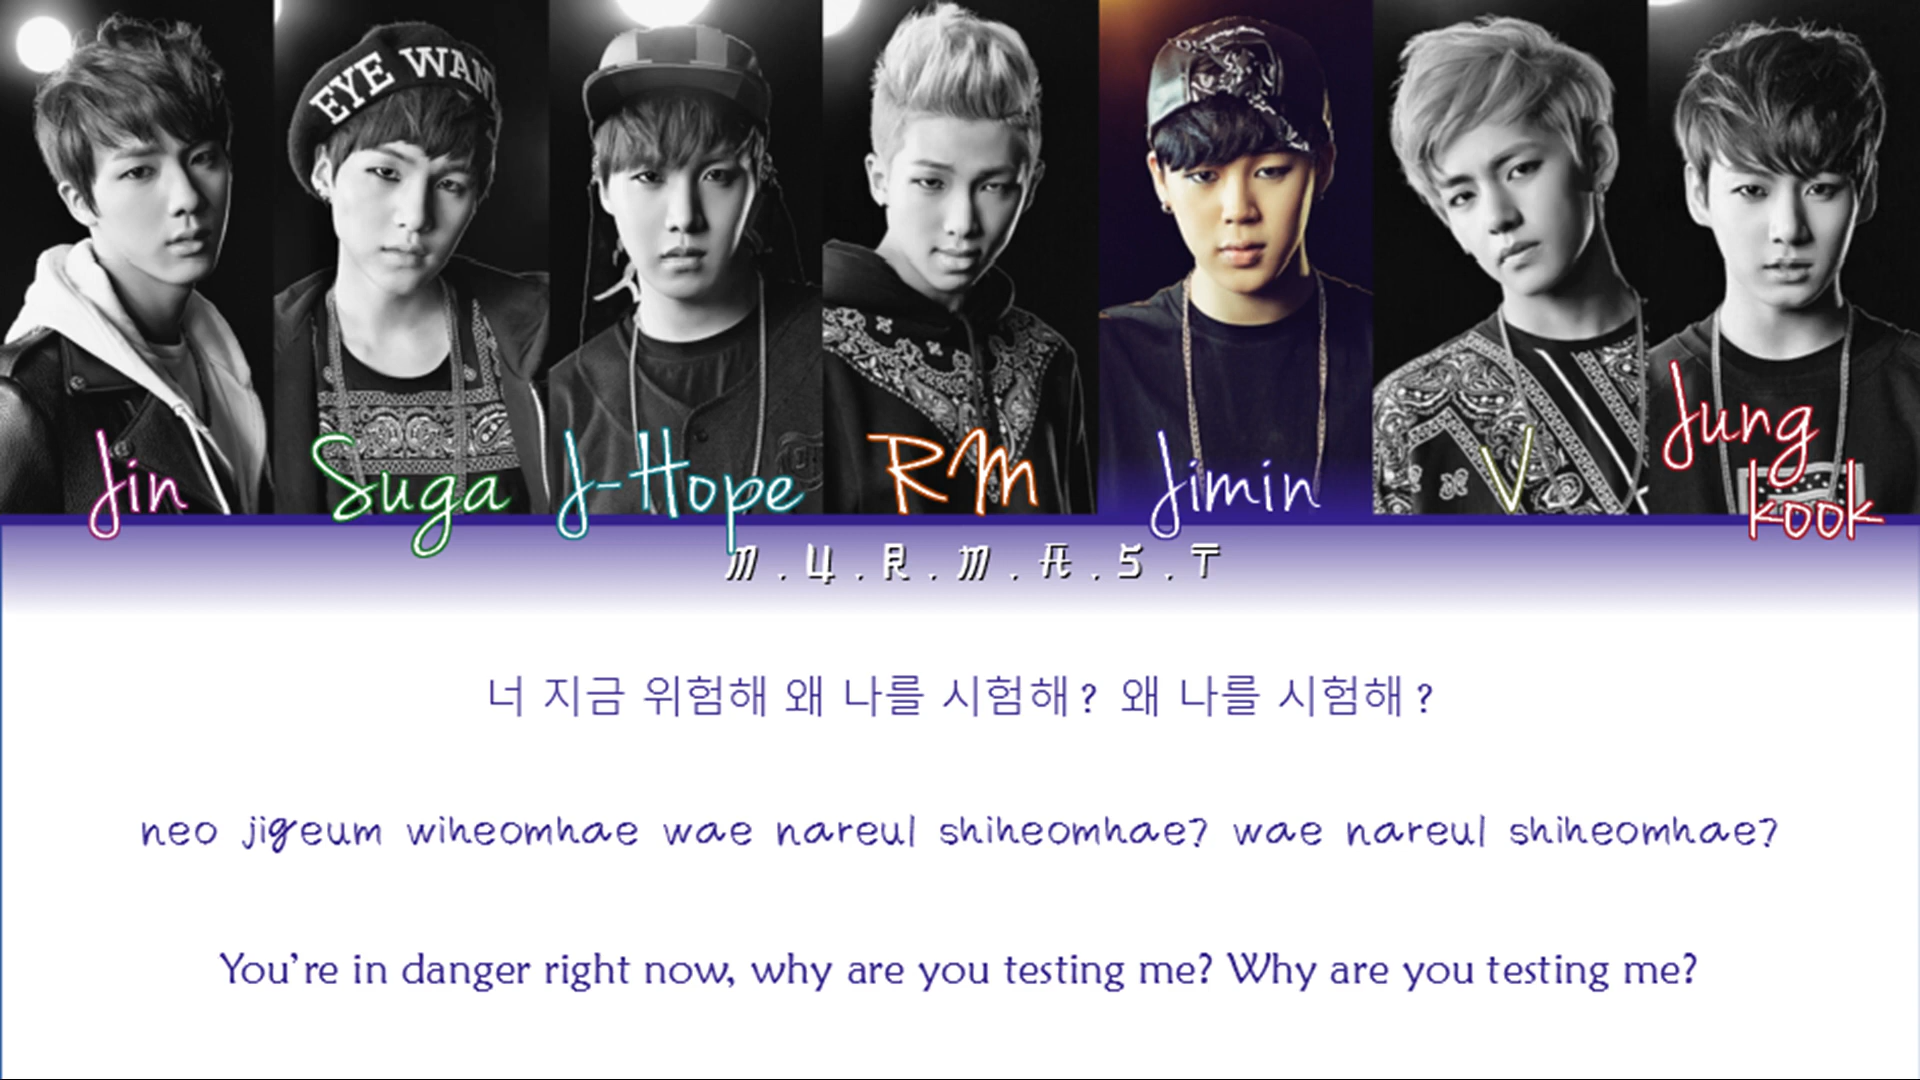 EYE WAN
Jin
Suga
J-Hope
RM
Jimin
V
Jung
kook
M.Y.R.M.A.S.T
너 지금 위험해 왜 나를 시험해? 왜 나를 시험해?
neo jigeum wiheomhae wae nareul shiheomhae? wae nareul shiheomhae?
You're in danger right now, why are you testing me? Why are you testing me?